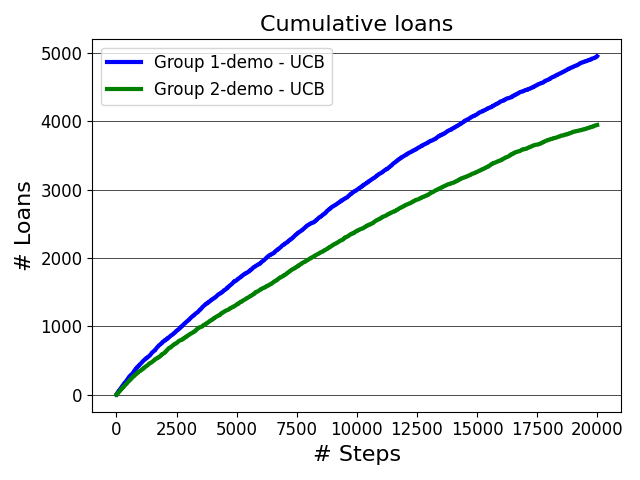 Cumulative loans
Group 1-demo - UCB
Group 2-demo - UCB
# Loans
5000
4000
3000
2000
1000
0
0 2500 5000 7500 10000 12500 15000 17500 20000
# Steps